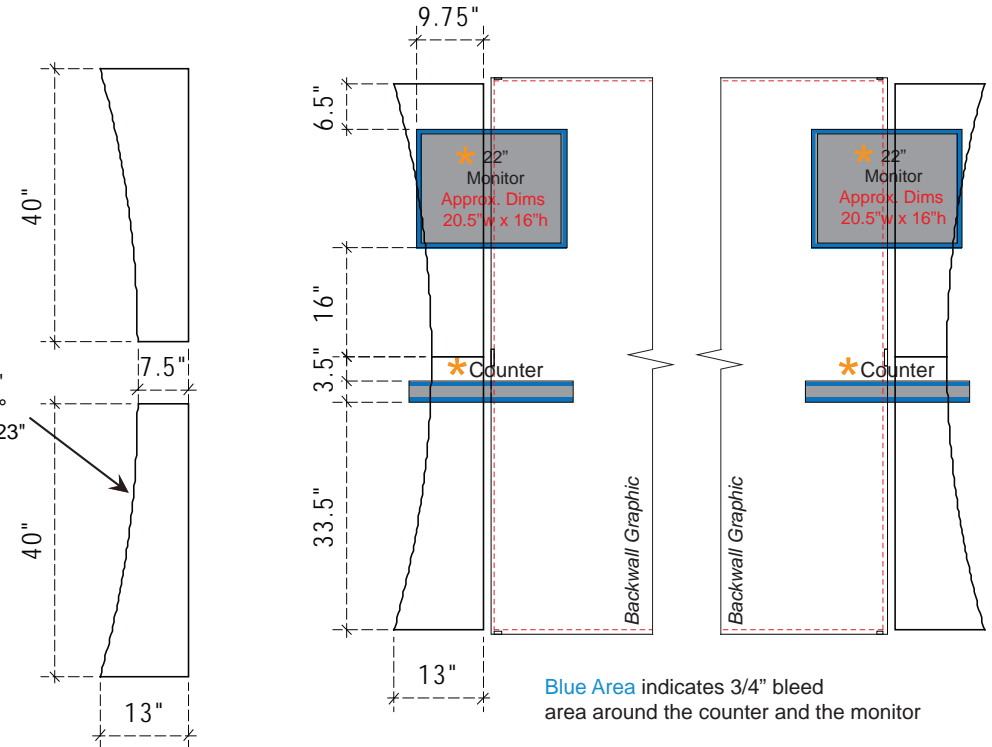 9.75"
40"
7.5"
°
23"
40"
13"
6.5"
16"
3.5"
33.5"
13"
* 22”
Monitor
Approx. Dims
20.5”w x 16”h
* Counter
Backwall Graphic
Backwall Graphic
* 22”
Monitor
Approx. Dims
20.5”w x 16”h
* Counter
Blue Area indicates 3/4” bleed
area around the counter and the monitor